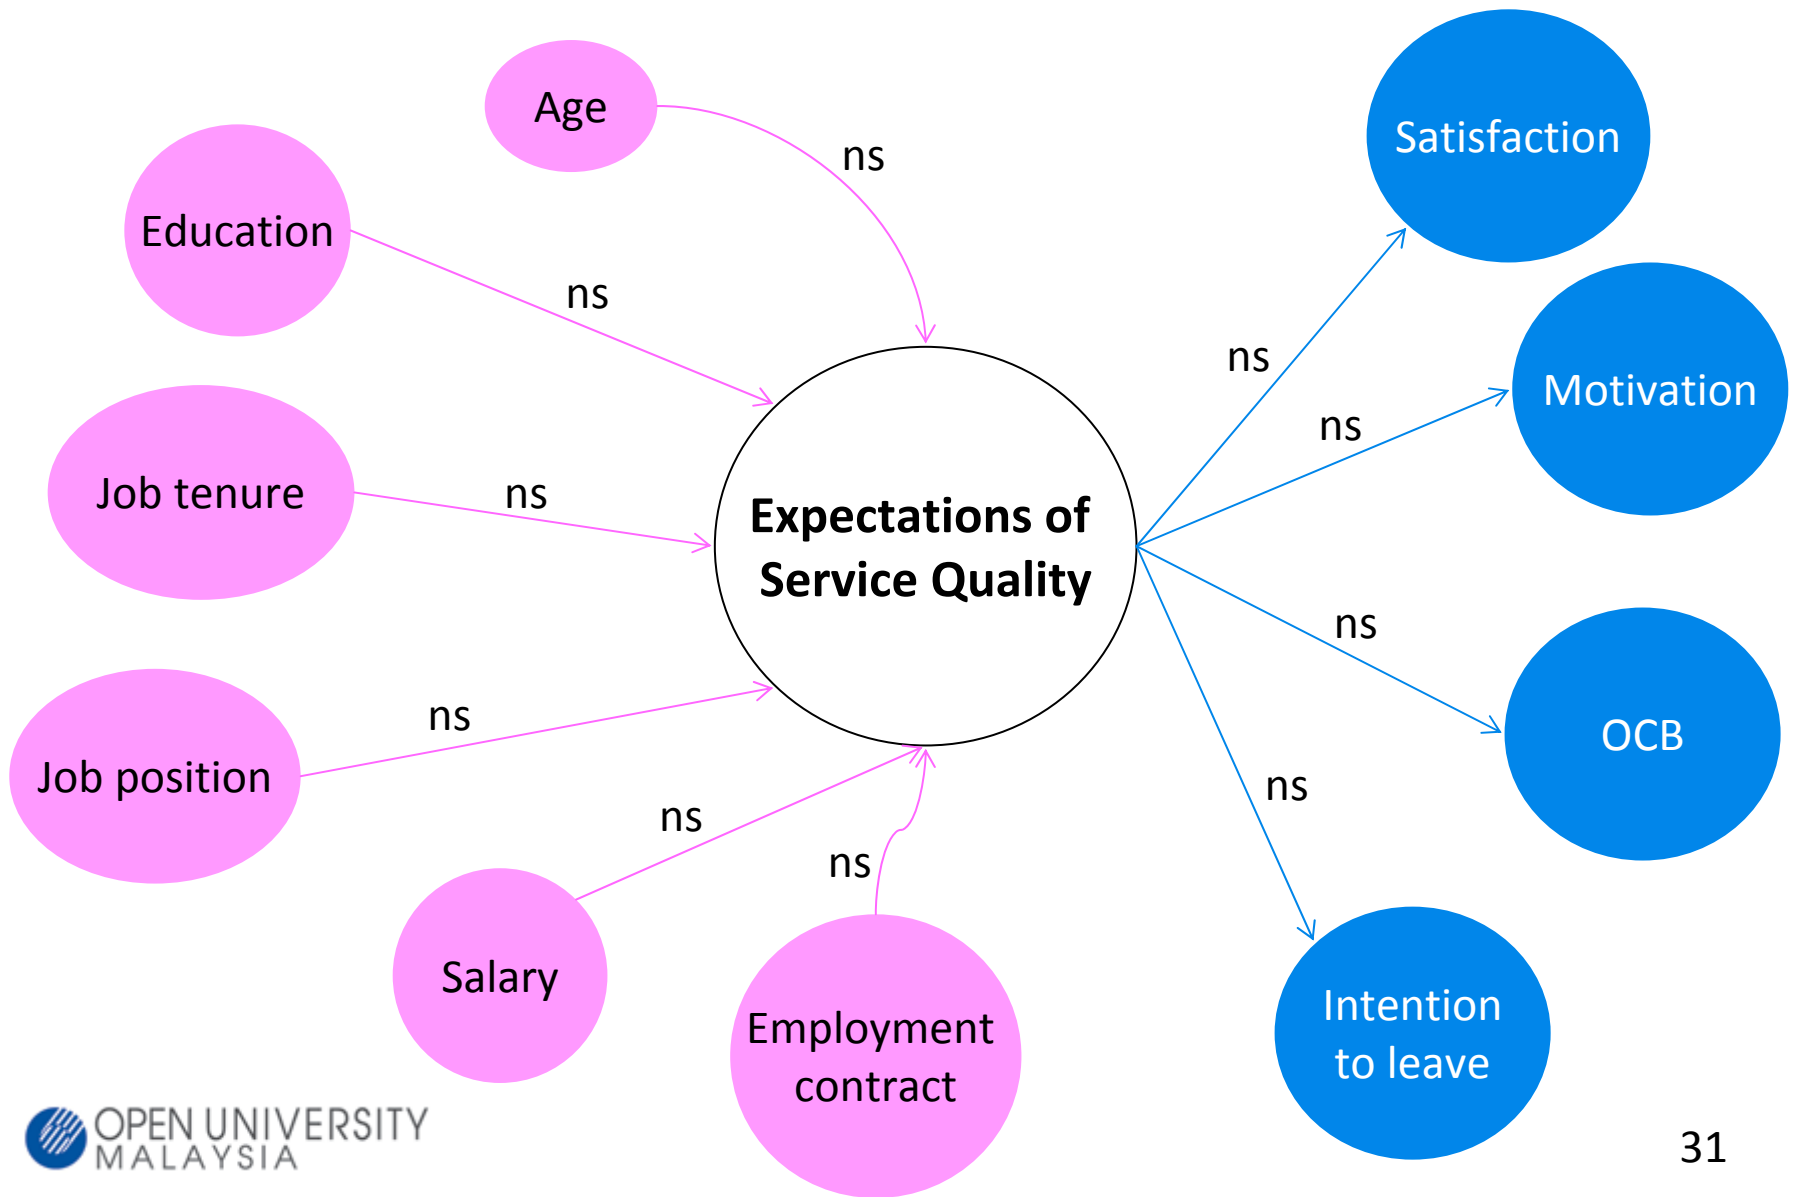 Age
ns
Satisfaction
Education
ns
ns
Motivation
ns
Job tenure
ns
Expectations of
Service Quality
ns
OCB
Job position
ns
ns
ns
ns
Salary
Employment
contract
Intention
to leave
OPEN UNIVERSITY
MALAYSIA
31